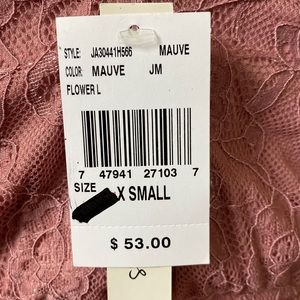 STYLE: JA30441H566 MAUVE
COLOR: MAUVE JM
FLOWER L
7 47941 27103 7
SIZE X SMALL
$ 53.00